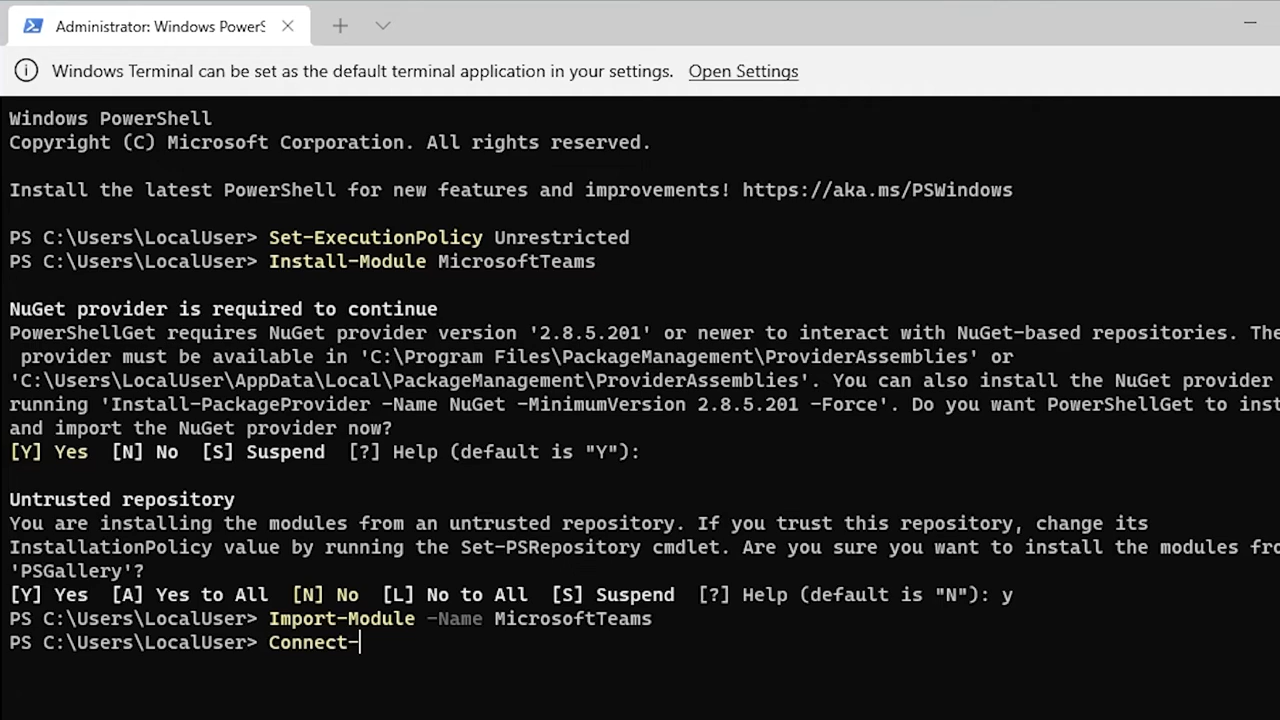 Administrator: Windows PowerS
Windows Terminal can be set as the default terminal application in your settings. Open Settings
Windows PowerShell
Copyright (C) Microsoft Corporation. All rights reserved.
Install the latest PowerShell for new features and improvements! https://aka.ms/PSWindows
PS C:\Users\LocalUser> Set-ExecutionPolicy Unrestricted
PS C:\Users\LocalUser> Install-Module MicrosoftTeams
NuGet provider is required to continue
PowerShellGet requires NuGet provider version '2.8.5.201' or newer to interact with NuGet-based repositories. The
provider must be available in 'C:\Program Files\PackageManagement\ProviderAssemblies' or
'C:\Users\LocalUser\AppData\Local\PackageManagement\ProviderAssemblies'. You can also install the NuGet provider
running 'Install-PackageProvider -Name NuGet -MinimumVersion 2.8.5.201 -Force'. Do you want PowerShellGet to inst
and import the NuGet provider now?
[Y] Yes  [N] No  [S] Suspend  [?] Help (default is "Y"):
Untrusted repository
You are installing the modules from an untrusted repository. If you trust this repository, change its
InstallationPolicy value by running the Set-PSRepository cmdlet. Are you sure you want to install the modules fro
'PSGallery'?
[Y] Yes  [A] Yes to All  [N] No  [L] No to All  [S] Suspend  [?] Help (default is "N"): y
PS C:\Users\LocalUser> Import-Module -Name MicrosoftTeams
PS C:\Users\LocalUser> Connect-